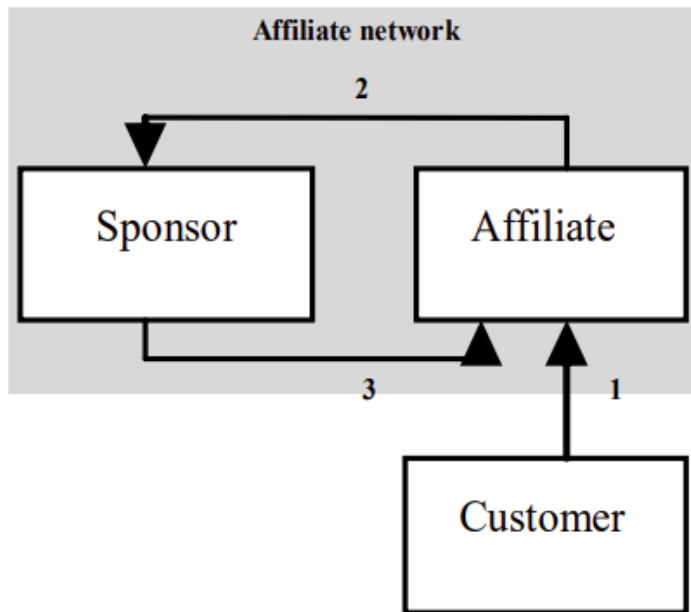 Affiliate network
2
Sponsor
Affiliate
3
1
Customer